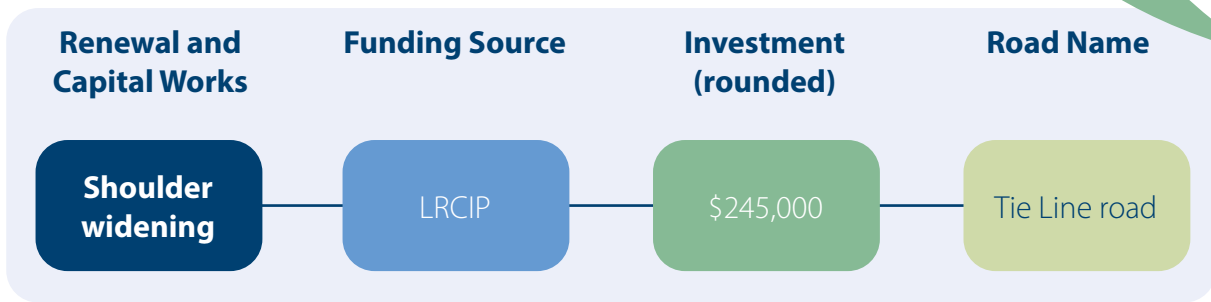 Renewal and
Capital Works
Funding Source
Investment
(rounded)
Road Name
Shoulder
widening
LRCIP
$245,000
Tie Line road